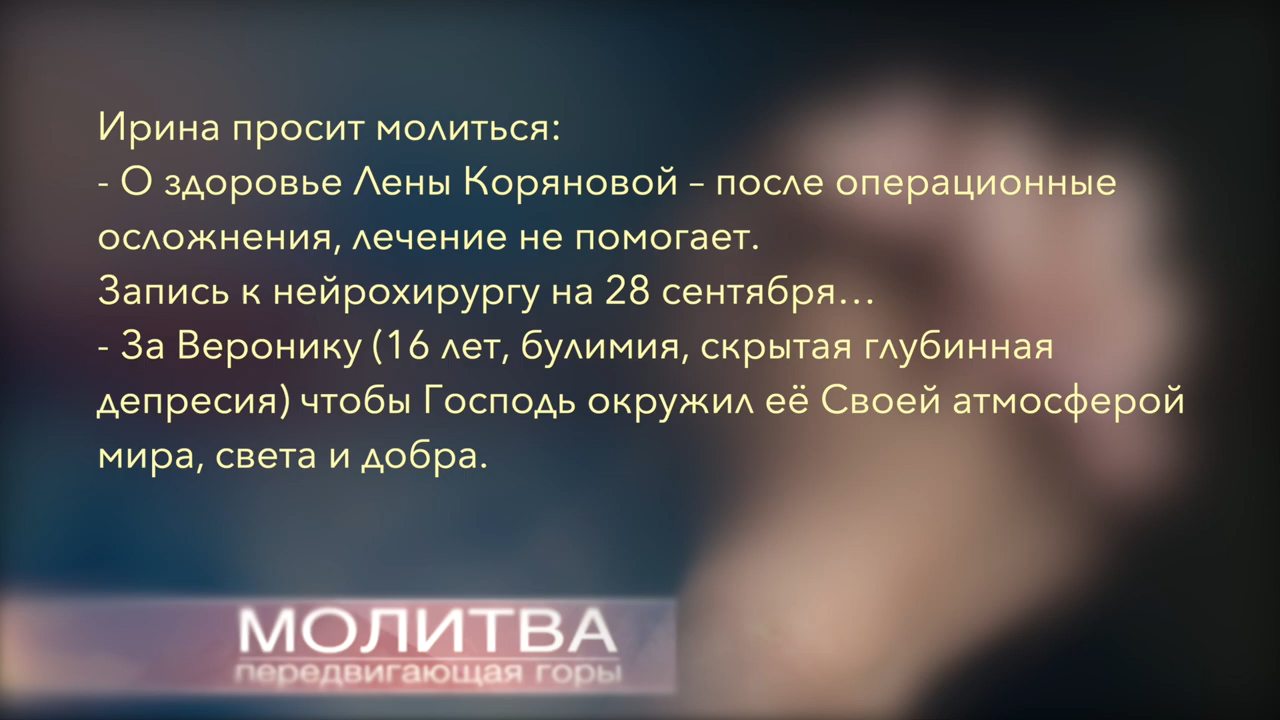 Ирина просит молиться:
- О здоровье Лены Коряновой – после операционные
осложнения, лечение не помогает.
Запись к нейрохирургу на 28 сентября...
- За Веронику (16 лет, булимия, скрытая глубинная
депресия) чтобы Господь окружил её Своей атмосферой
мира, света и добра.
МОЛИТВА
передвигающая горы